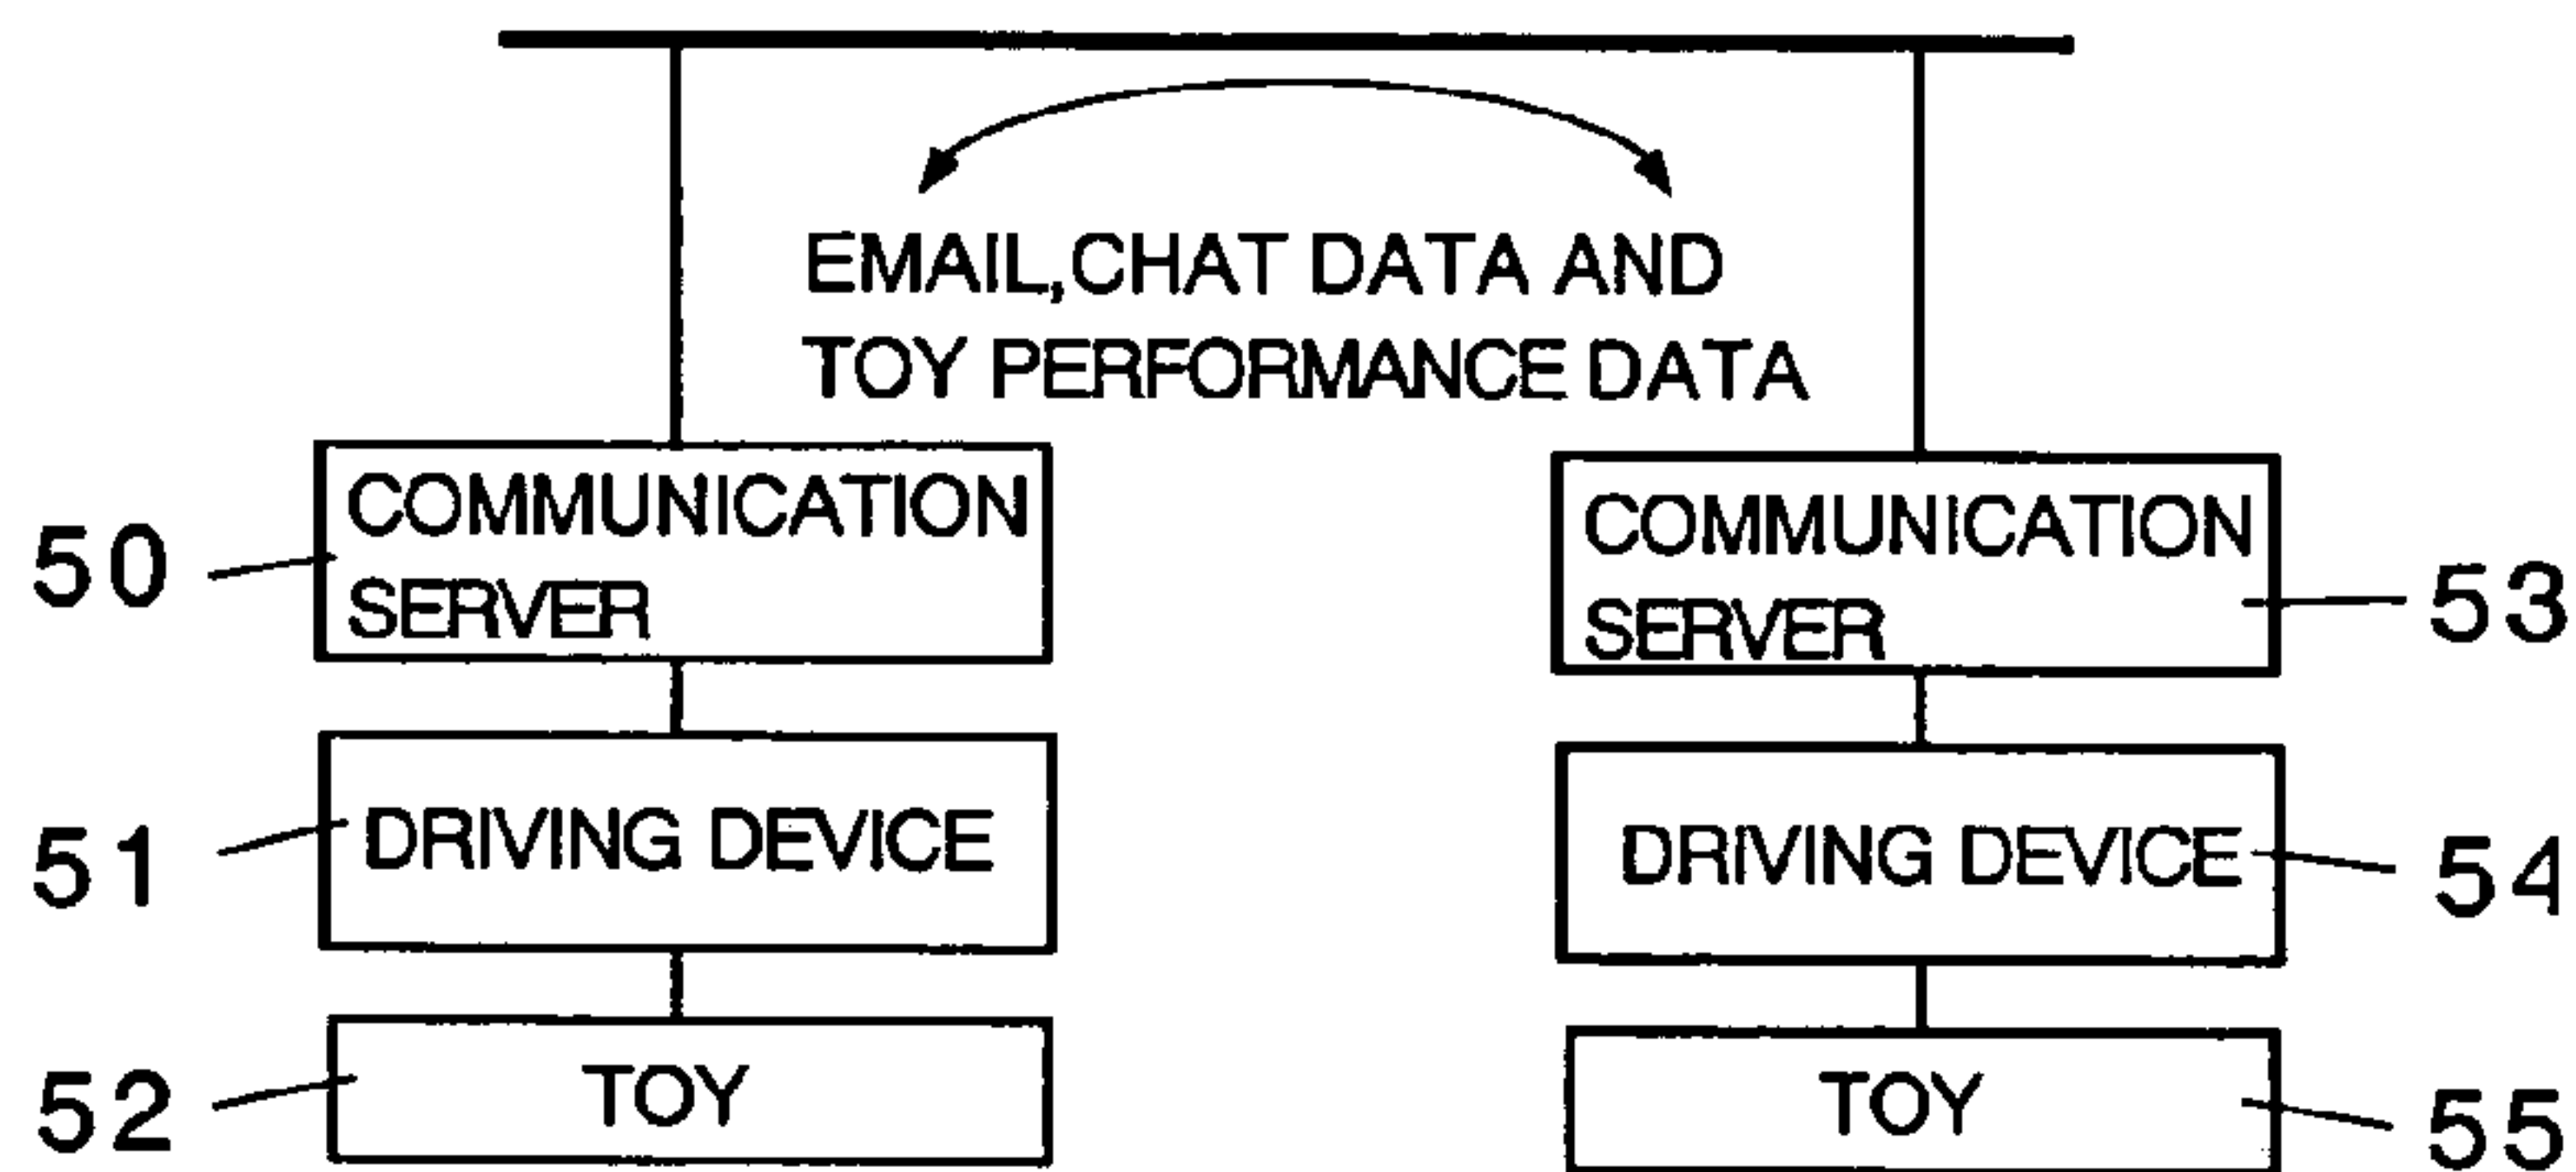 EMAIL,CHAT DATA AND
TOY PERFORMANCE DATA
50
COMMUNICATION
SERVER
COMMUNICATION
SERVER
53
51
DRIVING DEVICE
DRIVING DEVICE
54
52
TOY
TOY
55